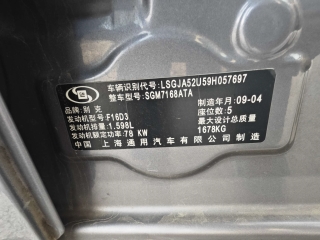 车辆识别代号: LSGJA52U59H057697
整车型号: SGM7168ATA
品牌: 别克
制造年月: 09-04
发动机型号: F16D3
座位数: 5
发动机排量: 1.598L
最大设计总质量
发动机额定功率: 78 KW
1678KG
中国 上海通用汽车有限公司 制造